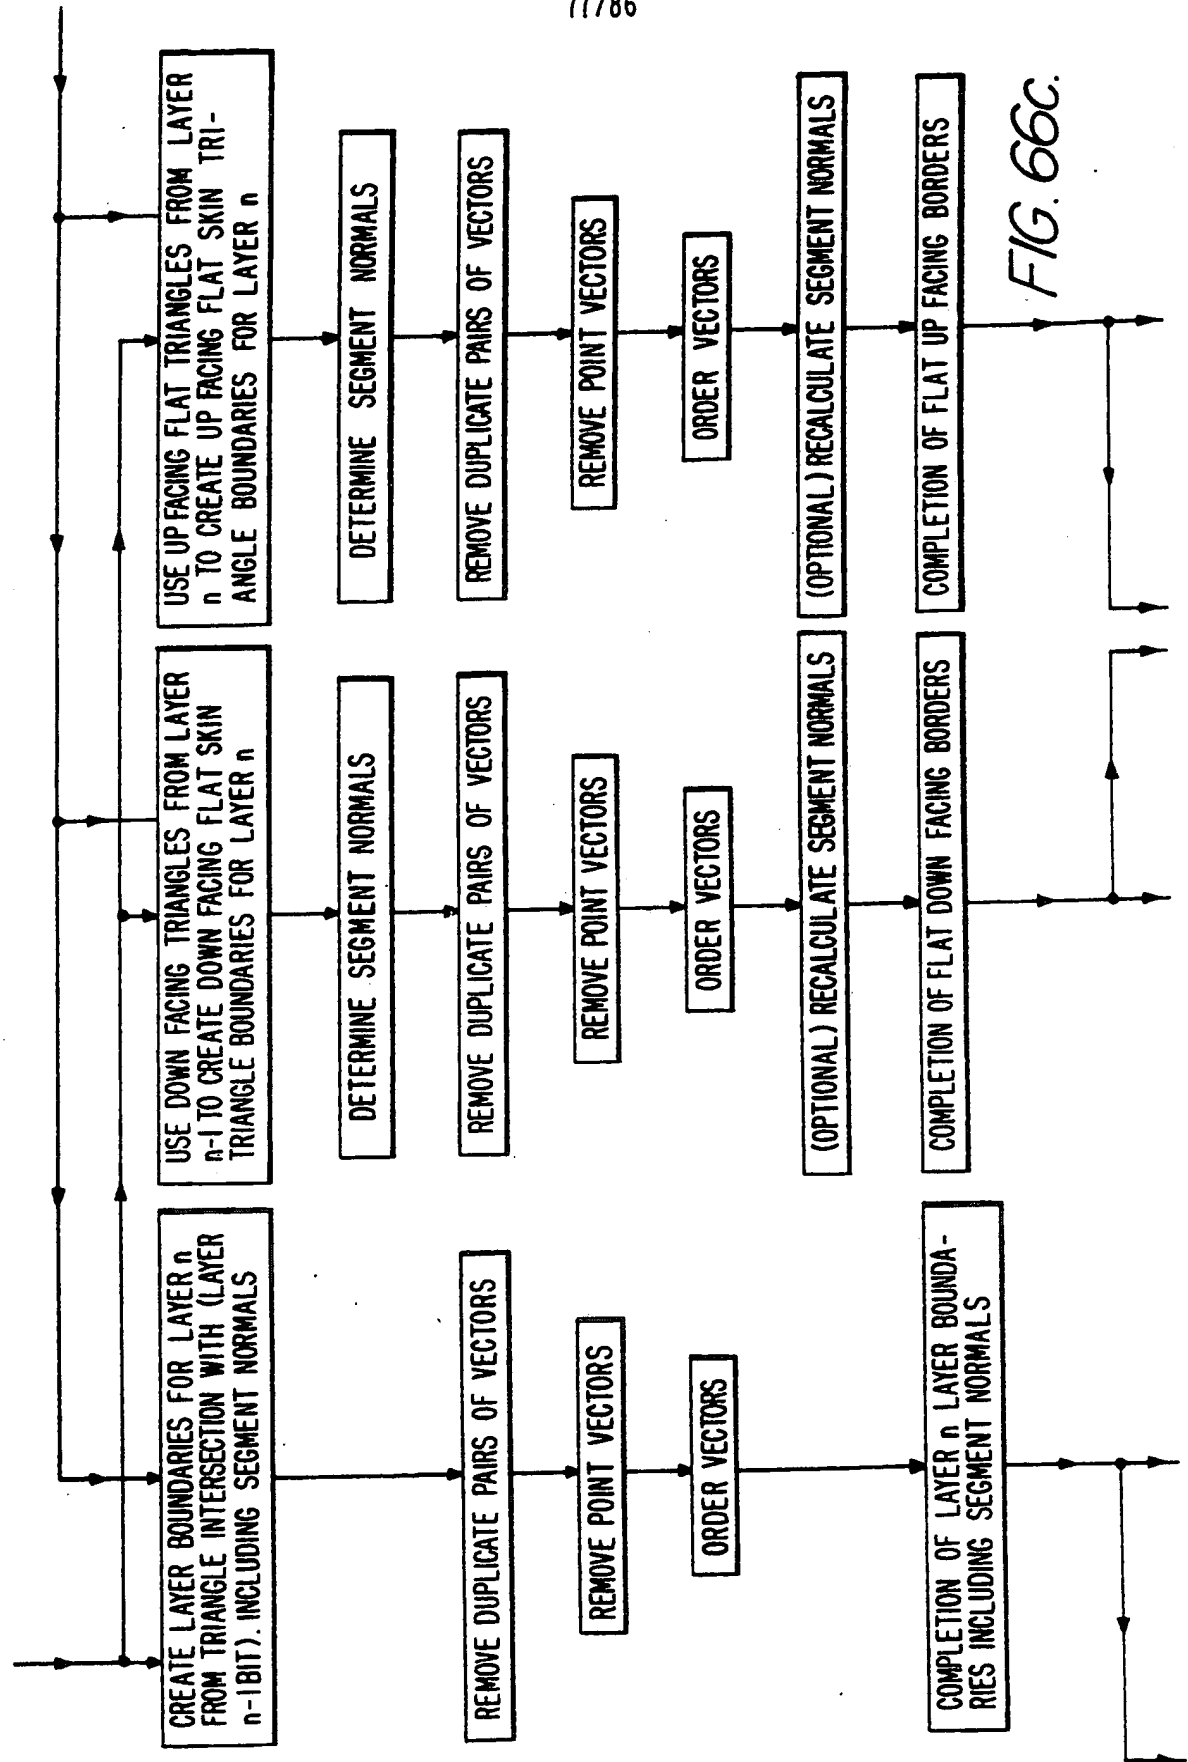 77/86
CREATE LAYER BOUNDARIES FOR LAYER n
FROM TRIANGLE INTERSECTION WITH (LAYER
n-1 BIT). INCLUDING SEGMENT NORMALS
REMOVE DUPLICATE PAIRS OF VECTORS
REMOVE POINT VECTORS
ORDER VECTORS
COMPLETION OF LAYER n LAYER BOUNDA-
RIES INCLUDING SEGMENT NORMALS
USE DOWN FACING TRIANGLES FROM LAYER
n-1 TO CREATE DOWN FACING FLAT SKIN
TRIANGLE BOUNDARIES FOR LAYER n
DETERMINE SEGMENT NORMALS
REMOVE DUPLICATE PAIRS OF VECTORS
REMOVE POINT VECTORS
ORDER VECTORS
(OPTIONAL) RECALCULATE SEGMENT NORMALS
COMPLETION OF FLAT DOWN FACING BORDERS
USE UP FACING FLAT TRIANGLES FROM LAYER
n TO CREATE UP FACING FLAT SKIN TRI-
ANGLE BOUNDARIES FOR LAYER n
DETERMINE SEGMENT NORMALS
REMOVE DUPLICATE PAIRS OF VECTORS
REMOVE POINT VECTORS
ORDER VECTORS
(OPTIONAL) RECALCULATE SEGMENT NORMALS
COMPLETION OF FLAT UP FACING BORDERS
FIG. 66C.